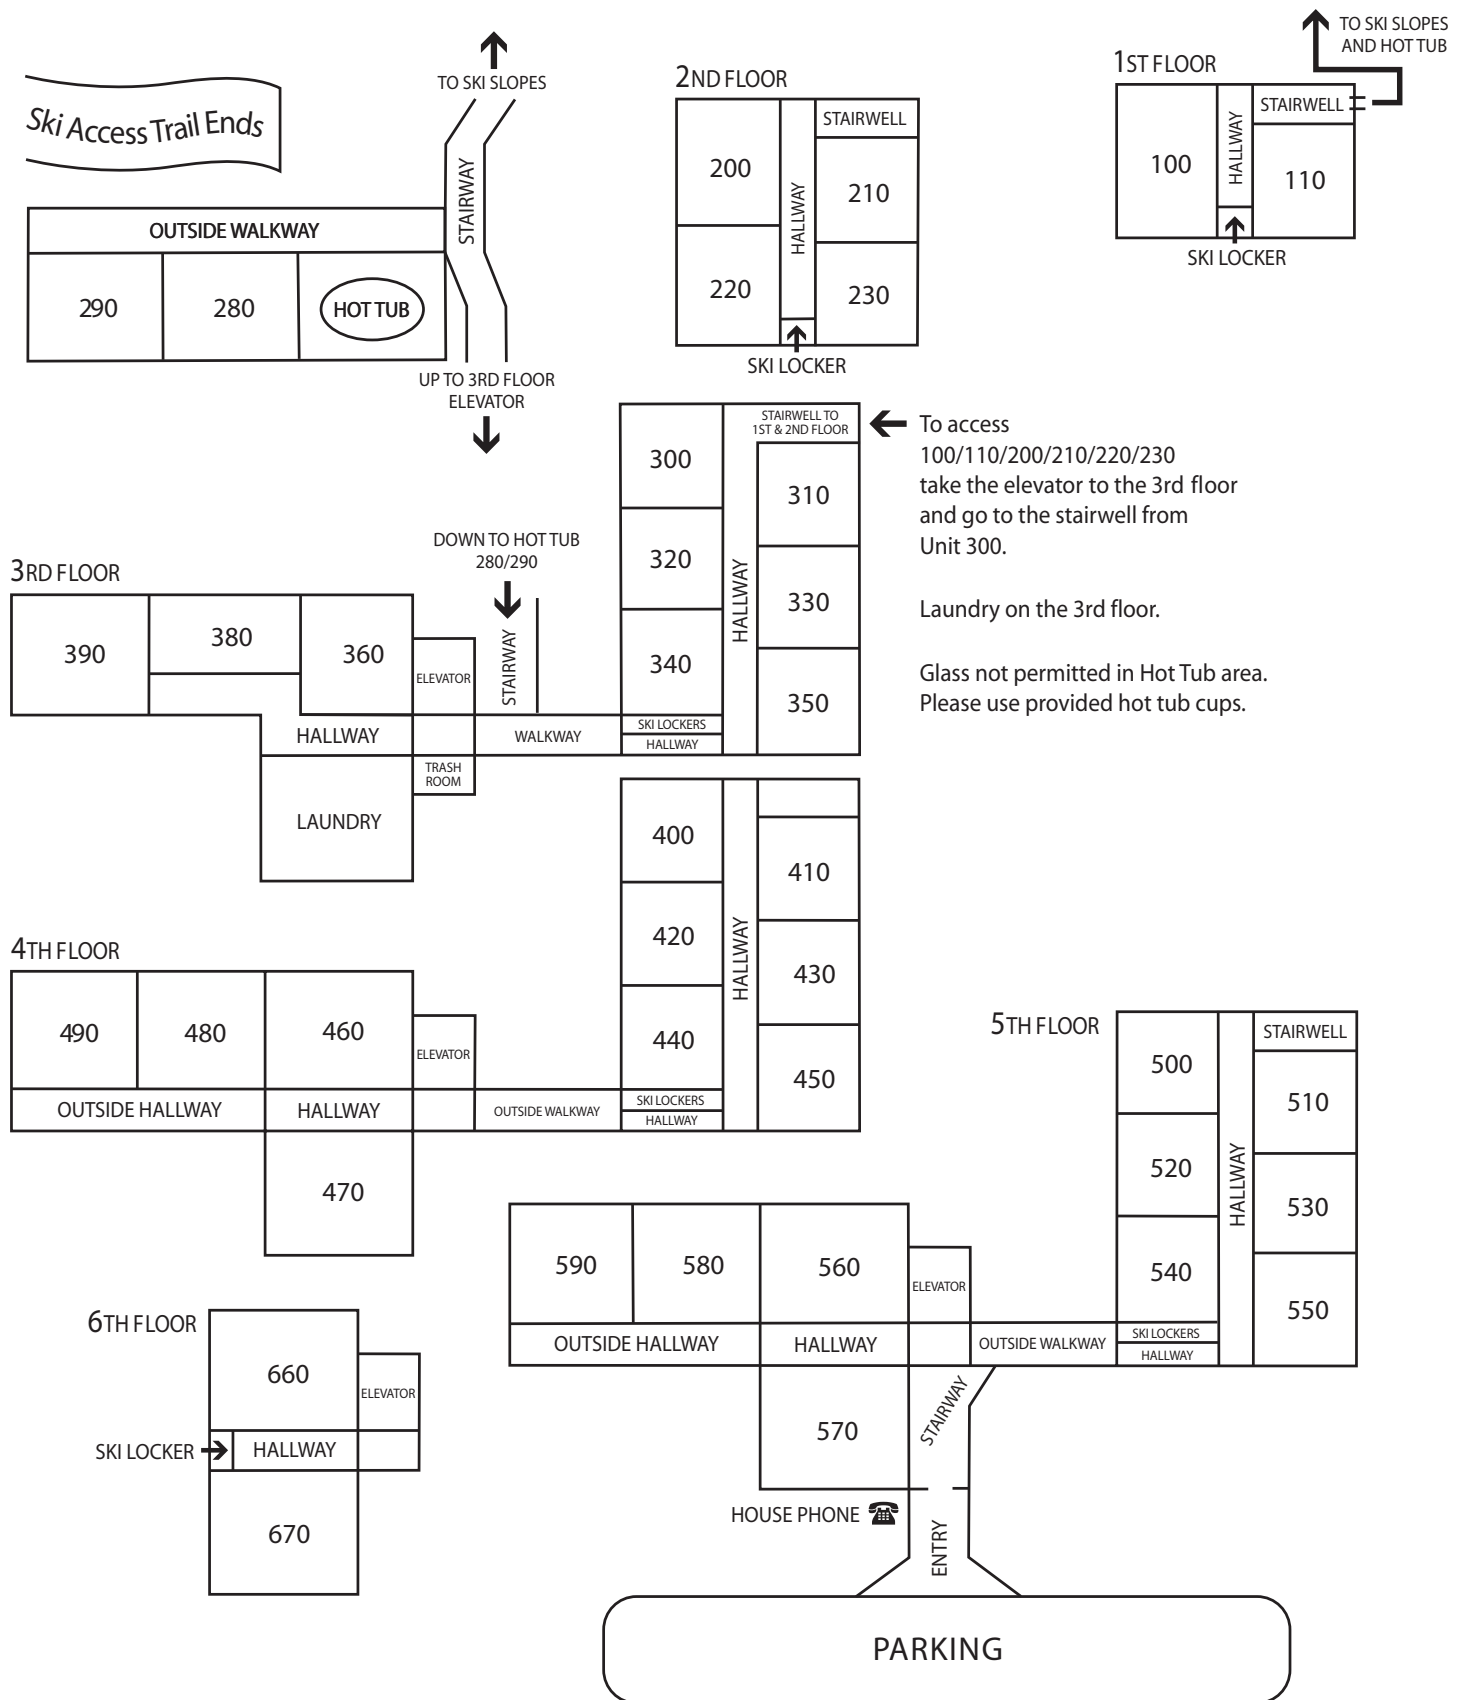 TO SKI SLOPES
AND HOT TUB
TO SKI SLOPES
2ND FLOOR
1ST FLOOR
Ski Access Trail Ends
STAIRWAY
OUTSIDE WALKWAY
290
280
HOT TUB
UP TO 3RD FLOOR
ELEVATOR
STAIRWELL
200
HALLWAY
210
220
230
SKI LOCKER
STAIRWELL
100
HALLWAY
110
SKI LOCKER
STAIRWELL TO
1ST & 2ND FLOOR
300
310
320
HALLWAY
330
340
350
SKI LOCKERS
HALLWAY
To access
100/110/200/210/220/230
take the elevator to the 3rd floor
and go to the stairwell from
Unit 300.
Laundry on the 3rd floor.
Glass not permitted in Hot Tub area.
Please use provided hot tub cups.
DOWN TO HOT TUB
280/290
3RD FLOOR
390
380
360
ELEVATOR
STAIRWAY
HALLWAY
WALKWAY
TRASH
ROOM
LAUNDRY
400
410
420
HALLWAY
430
440
450
SKI LOCKERS
HALLWAY
4TH FLOOR
490
480
460
ELEVATOR
OUTSIDE HALLWAY
HALLWAY
OUTSIDE WALKWAY
470
5TH FLOOR
500
STAIRWELL
510
520
HALLWAY
530
540
550
SKI LOCKERS
HALLWAY
590
580
560
ELEVATOR
OUTSIDE HALLWAY
HALLWAY
OUTSIDE WALKWAY
STAIRWAY
570
HOUSE PHONE
ENTRY
6TH FLOOR
660
ELEVATOR
SKI LOCKER
HALLWAY
670
PARKING